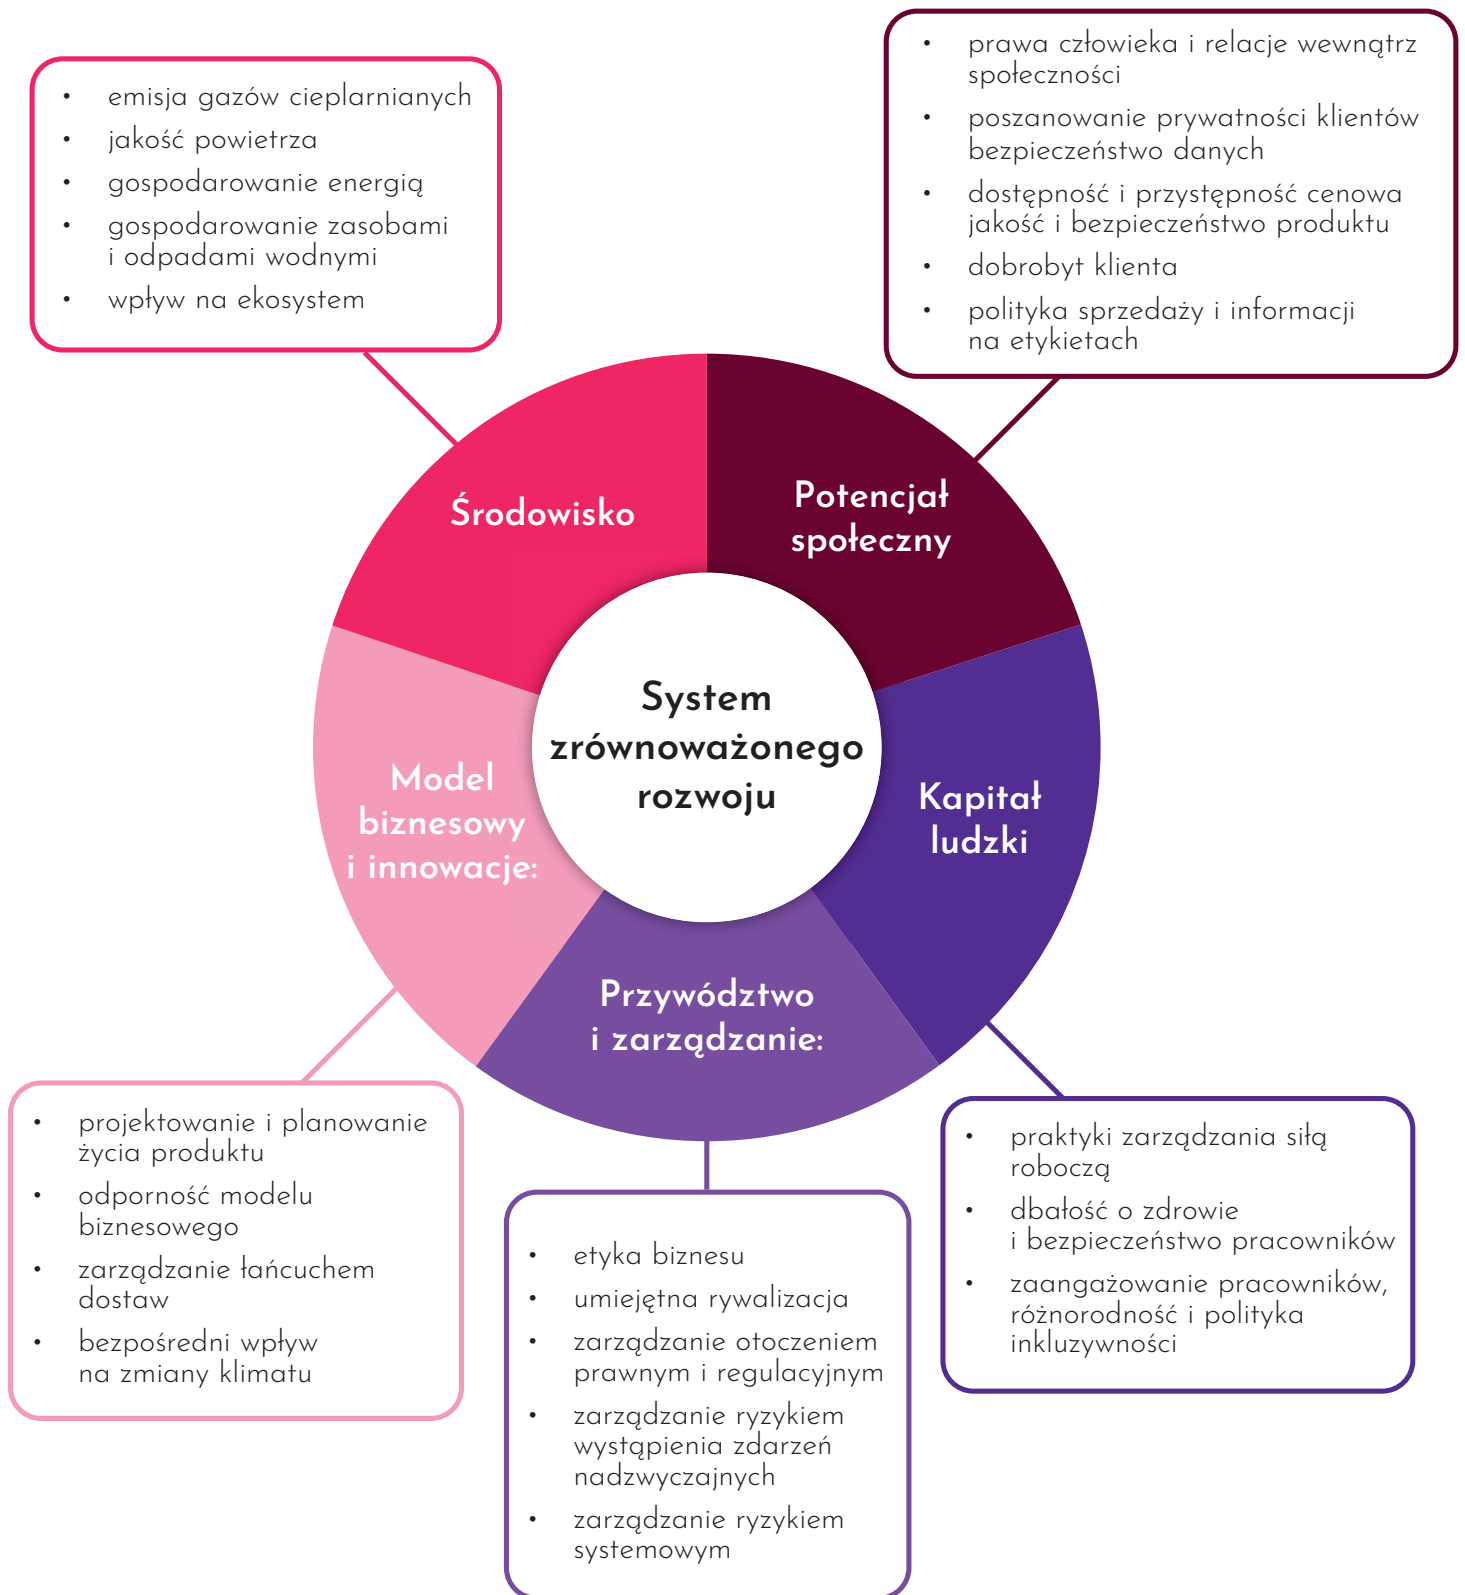 • emisja gazów cieplarnianych
• jakość powietrza
• gospodarowanie energią
• gospodarowanie zasobami
i odpadami wodnymi
• wpływ na ekosystem
• prawa człowieka i relacje wewnątrz
społeczności
• poszanowanie prywatności klientów
bezpieczeństwo danych
• dostępność i przystępność cenowa
jakość i bezpieczeństwo produktu
• dobrobyt klienta
• polityka sprzedaży i informacji
na etykietach
Środowisko
Potencjał
społeczny
System
zrównoważonego
rozwoju
Model
biznesowy
i innowacje:
Kapitał
ludzki
Przywództwo
i zarządzanie:
• projektowanie i planowanie
życia produktu
• odporność modelu
biznesowego
• zarządzanie łańcuchem
dostaw
• bezpośredni wpływ
na zmiany klimatu
• etyka biznesu
• umiejętna rywalizacja
• zarządzanie otoczeniem
prawnym i regulacyjnym
• zarządzanie ryzykiem
wystąpienia zdarzeń
nadzwyczajnych
• zarządzanie ryzykiem
systemowym
• praktyki zarządzania siłą
roboczą
• dbałość o zdrowie
i bezpieczeństwo pracowników
• zaangażowanie pracowników,
różnorodność i polityka
inkluzywności